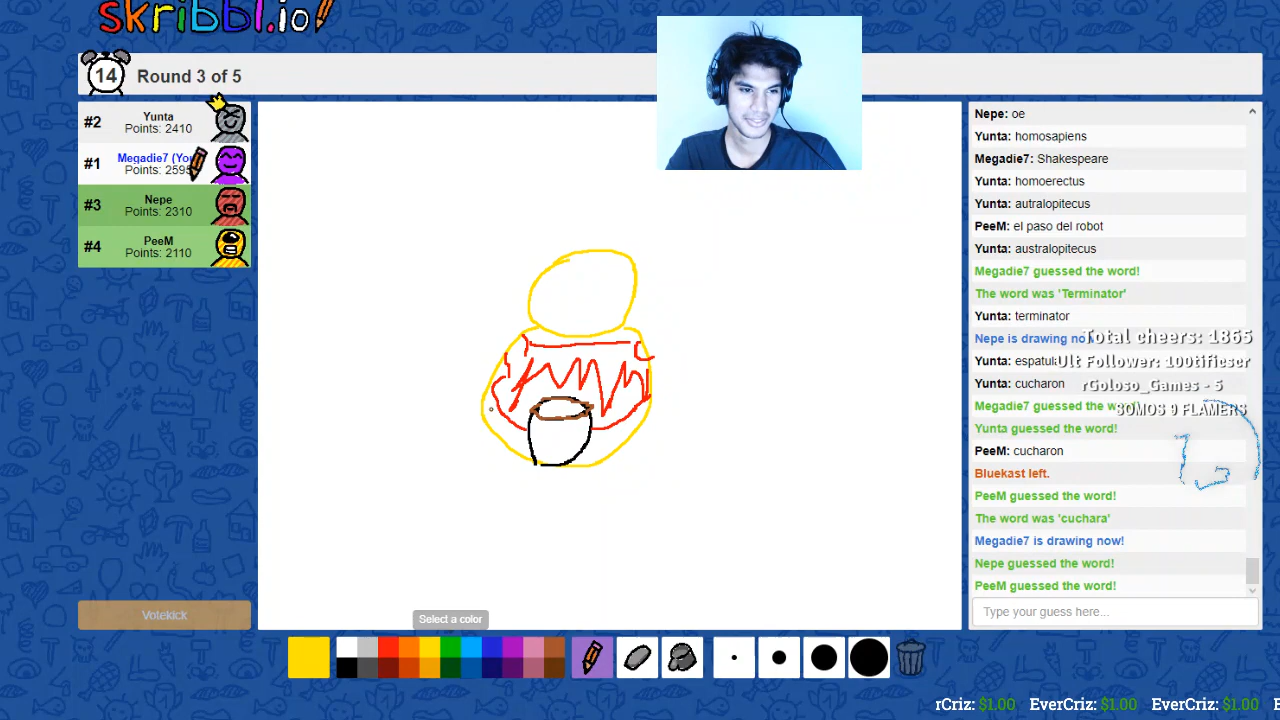 skribbl.io
14
Round 3 of 5
#2
Yunta
Points: 2410
#1
Megadie7 (You
Points: 2595
#3
Nepe
Points: 2310
#4
PeeM
Points: 2110
Votekick
Select a color
Nepe: oe
Yunta: homosapiens
Megadie7: Shakespeare
Yunta: homoerectus
Yunta: autralopitecus
PeeM: el paso del robot
Yunta: australopitecus
Megadie7 guessed the word!
The word was 'Terminator'
Yunta: terminator
Nepe is drawing now
Total cheers: 1865
Yunta: espatula
Ult Follower: 100tificscr
Yunta: cucharon
rGoloso_Games - 5
Megadie7 guessed the word!
SOMOS 9 FLAMERS
Yunta guessed the word!
PeeM: cucharon
Bluekast left.
PeeM guessed the word!
The word was 'cuchara'
Megadie7 is drawing now!
Nepe guessed the word!
PeeM guessed the word!
Type your guess here...
rCriz: $1.00 EverCriz: $1.00 EverCriz: $1.00 E